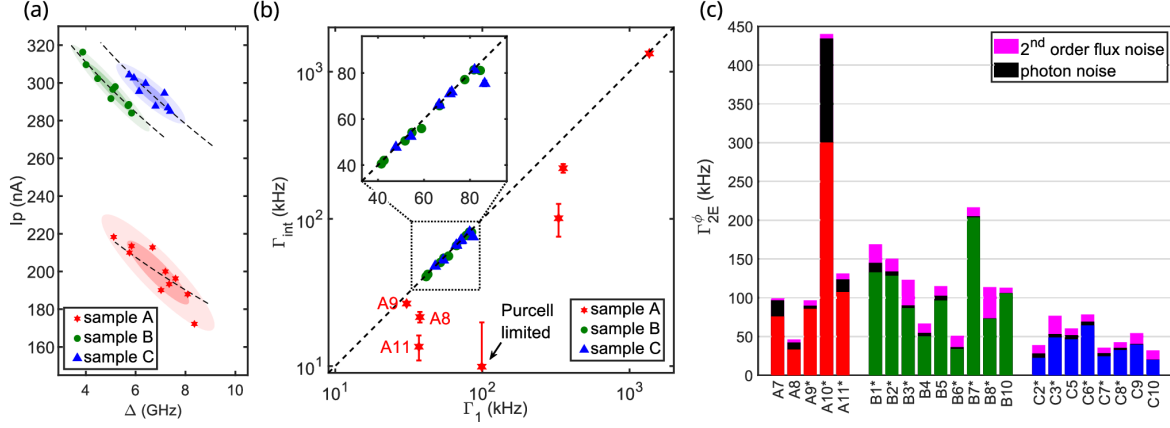 (a)
Ip (nA)
320
300
280
260
240
220
200
180
160
sample A
sample B
sample C
4
6
8
10
Δ (GHz)
(b)
Γint (kHz)
10³
10²
10¹
80
60
40
40
60
80
A9
A8
A11
Purcell
limited
sample A
sample B
sample C
10¹
10²
10³
Γ1 (kHz)
(c)
Γ^ϕ_2E (kHz)
450
400
350
300
250
200
150
100
50
0
2nd order flux noise
photon noise
A7
A8
A9*
A10*
A11*
B1*
B2*
B3*
B4
B5
B6*
B7*
B8*
B10
C2*
C3*
C5
C6*
C7*
C8*
C9
C10